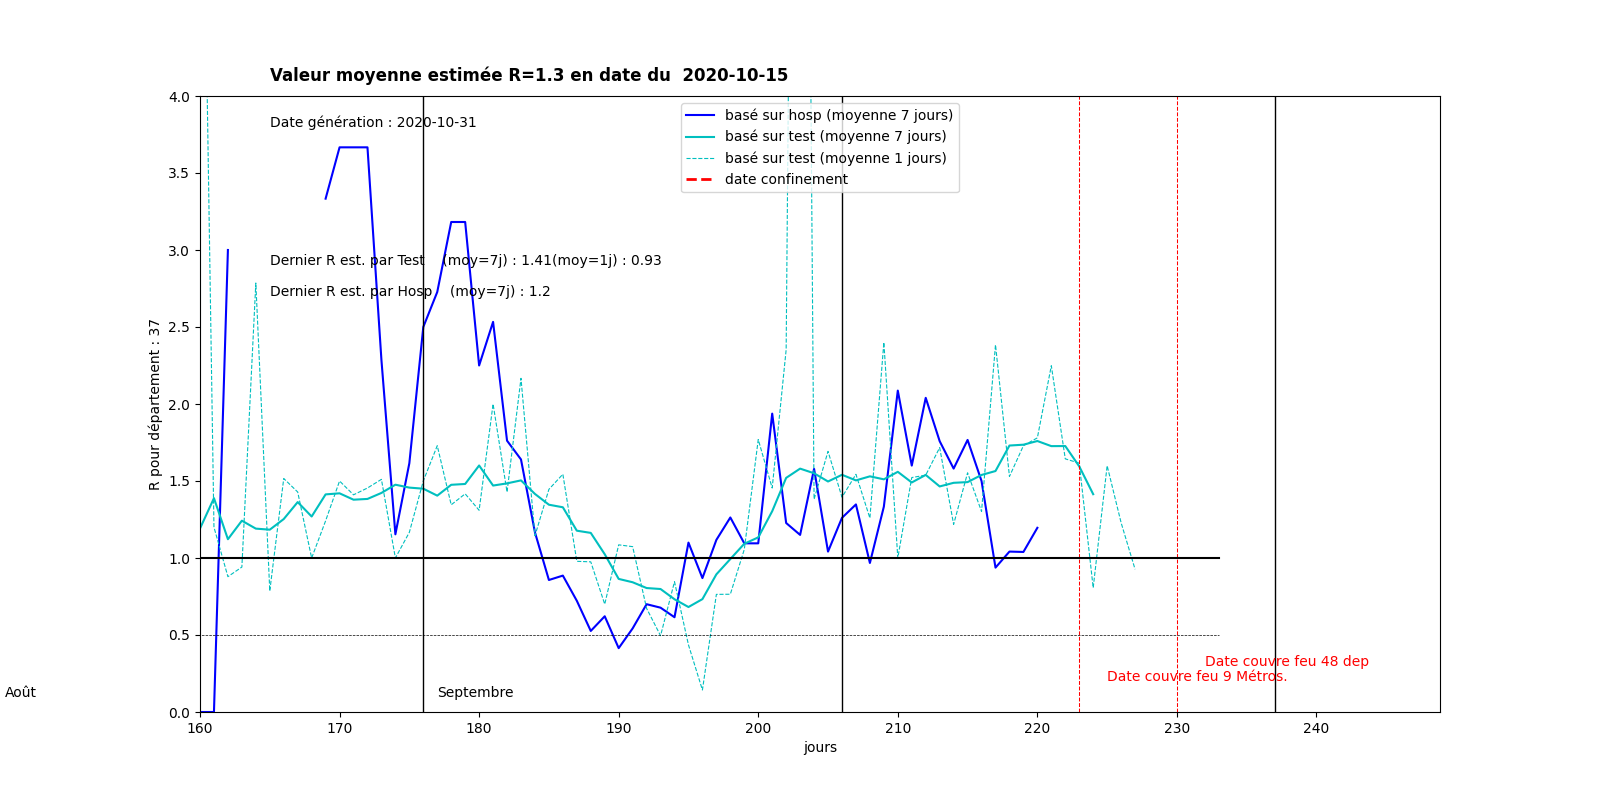 Valeur moyenne estimée R=1.3 en date du  2020-10-15
Date génération : 2020-10-31
basé sur hosp (moyenne 7 jours)
basé sur test (moyenne 7 jours)
basé sur test (moyenne 1 jours)
date confinement
Dernier R est. par Test    (moy=7j) : 1.41(moy=1j) : 0.93
Dernier R est. par Hosp    (moy=7j) : 1.2
R pour département : 37
4.0
3.5
3.0
2.5
2.0
1.5
1.0
0.5
0.0
Date couvre feu 48 dep
Date couvre feu 9 Métros.
Août
Septembre
160 170 180 190 200 210 220 230 240
jours